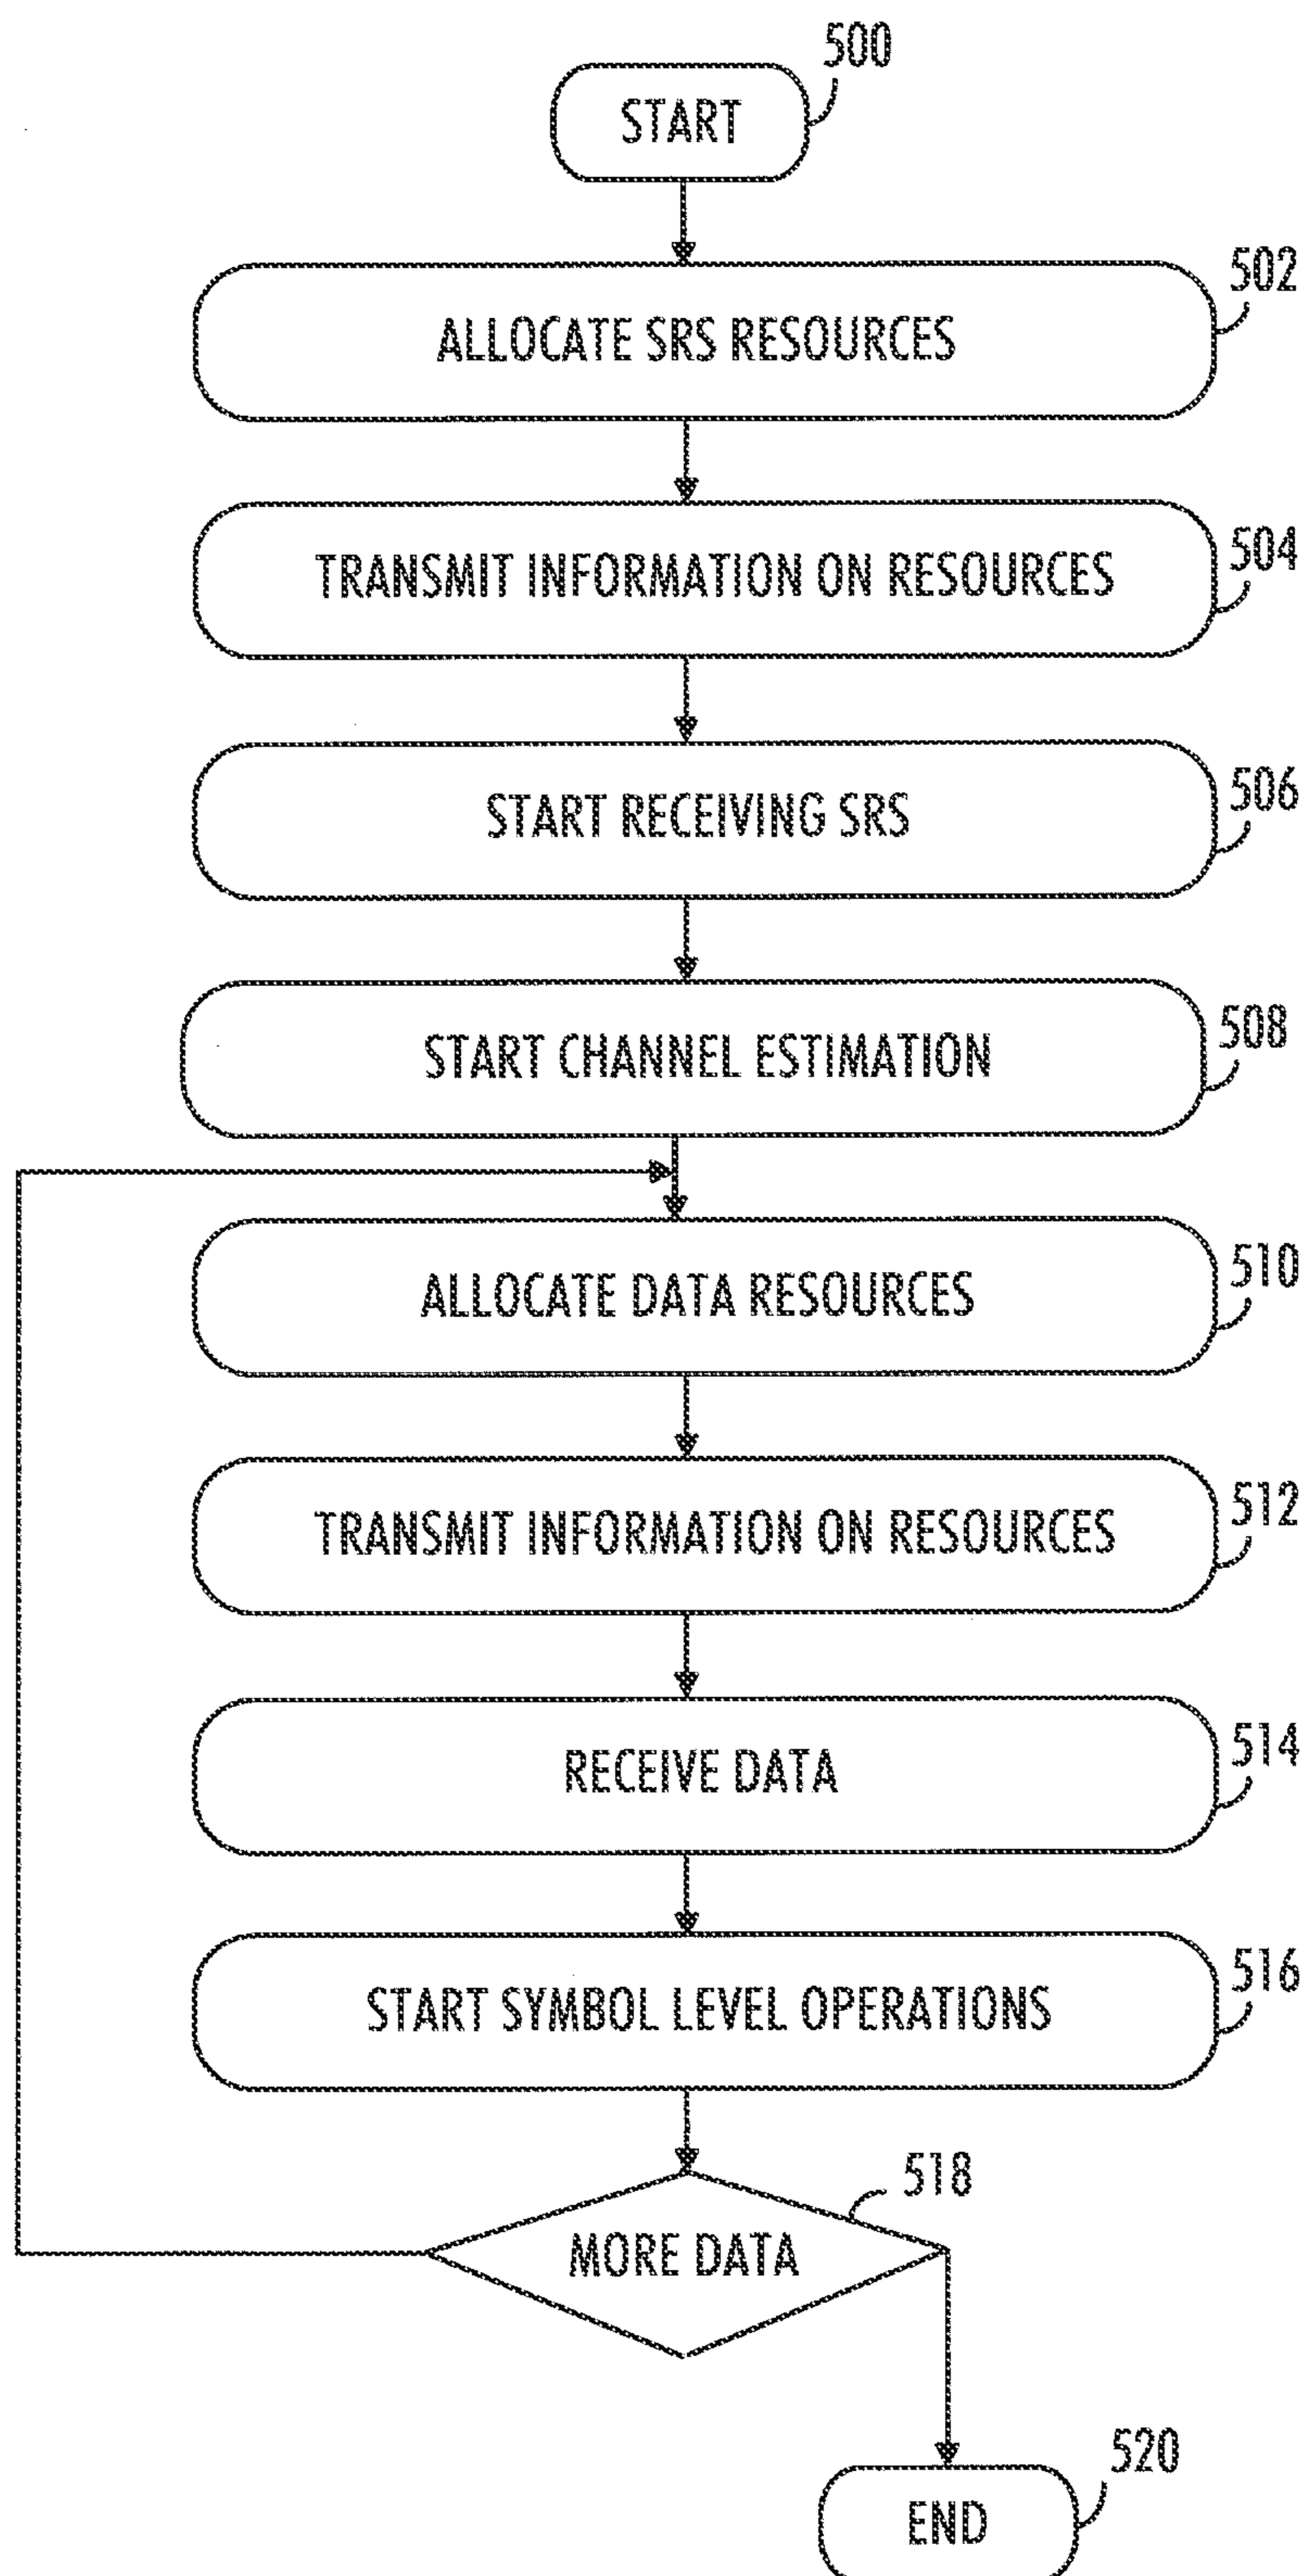 500
START
502
ALLOCATE SRS RESOURCES
504
TRANSMIT INFORMATION ON RESOURCES
506
START RECEIVING SRS
508
START CHANNEL ESTIMATION
510
ALLOCATE DATA RESOURCES
512
TRANSMIT INFORMATION ON RESOURCES
514
RECEIVE DATA
516
START SYMBOL LEVEL OPERATIONS
518
MORE DATA
520
END